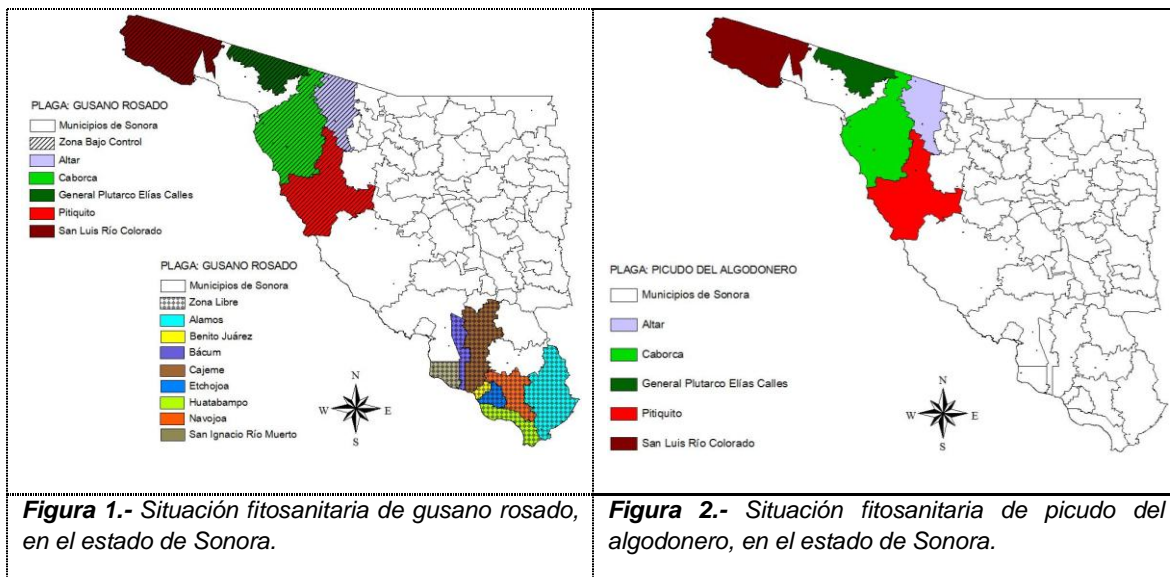 PLAGA: GUSANO ROSADO
Municipios de Sonora
Zona Bajo Control
Altar
Caborca
General Plutarco Elías Calles
Pitiquito
San Luis Río Colorado
PLAGA: GUSANO ROSADO
Municipios de Sonora
Zona Libre
Alamos
Benito Juárez
Bácum
Cajeme
Etchojoa
Huatabampo
Navojoa
San Ignacio Río Muerto
N
W E
S
Figura 1.- Situación fitosanitaria de gusano rosado,
en el estado de Sonora.
PLAGA: PICUDO DEL ALGODONERO
Municipios de Sonora
Altar
Caborca
General Plutarco Elías Calles
Pitiquito
San Luis Río Colorado
N
W E
S
Figura 2.- Situación fitosanitaria de picudo del
algodonero, en el estado de Sonora.